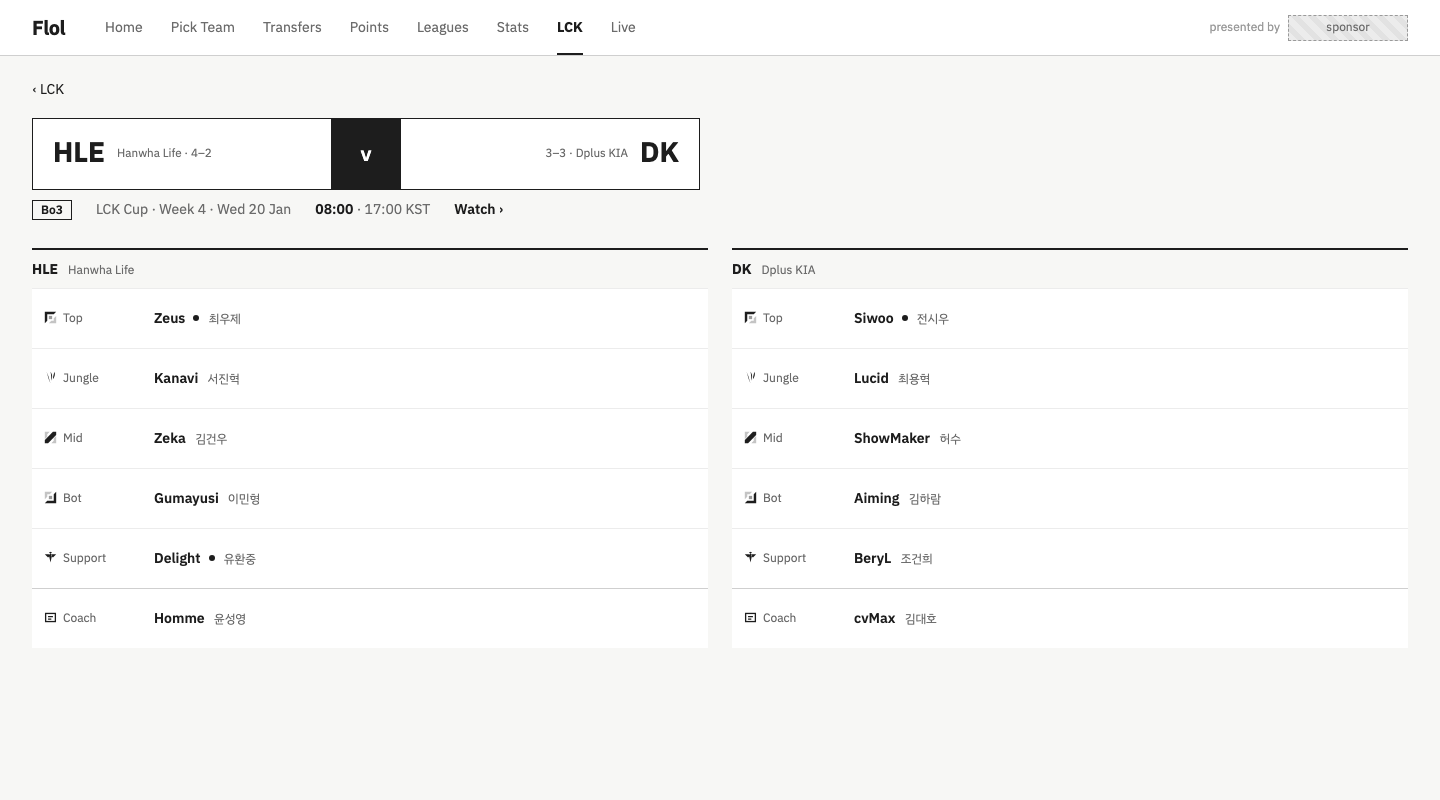 Flol Home Pick Team Transfers Points Leagues Stats LCK Live presented by sponsor
‹ LCK
HLE Hanwha Life · 4–2 v 3–3 · Dplus KIA DK
Bo3 LCK Cup · Week 4 · Wed 20 Jan 08:00 · 17:00 KST Watch ›
HLE Hanwha Life
Top Zeus • 최우제
Jungle Kanavi 서진혁
Mid Zeka 김건우
Bot Gumayusi 이민형
Support Delight • 유환중
Coach Homme 윤성영
DK Dplus KIA
Top Siwoo • 전시우
Jungle Lucid 최용혁
Mid ShowMaker 허수
Bot Aiming 김하람
Support BeryL 조건희
Coach cvMax 김대호